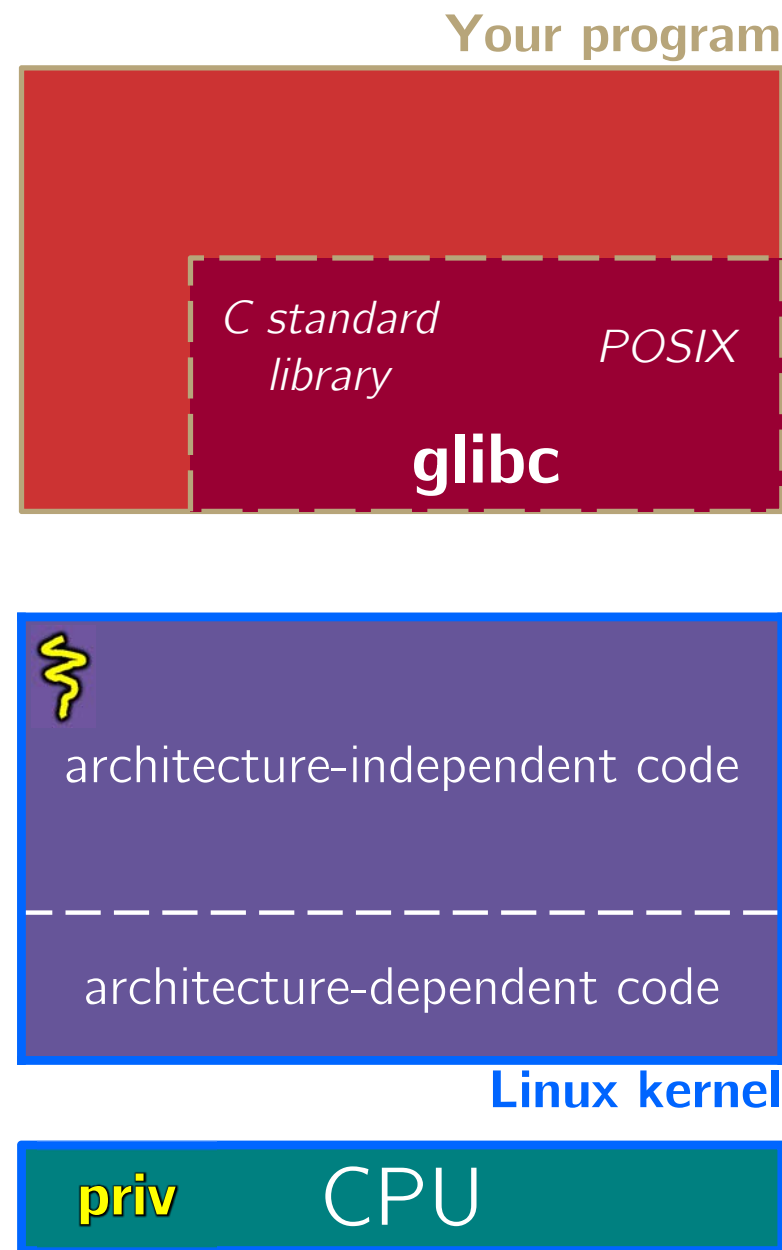 Your program
C standard
library
POSIX
glibc
architecture-independent code
architecture-dependent code
Linux kernel
priv
CPU